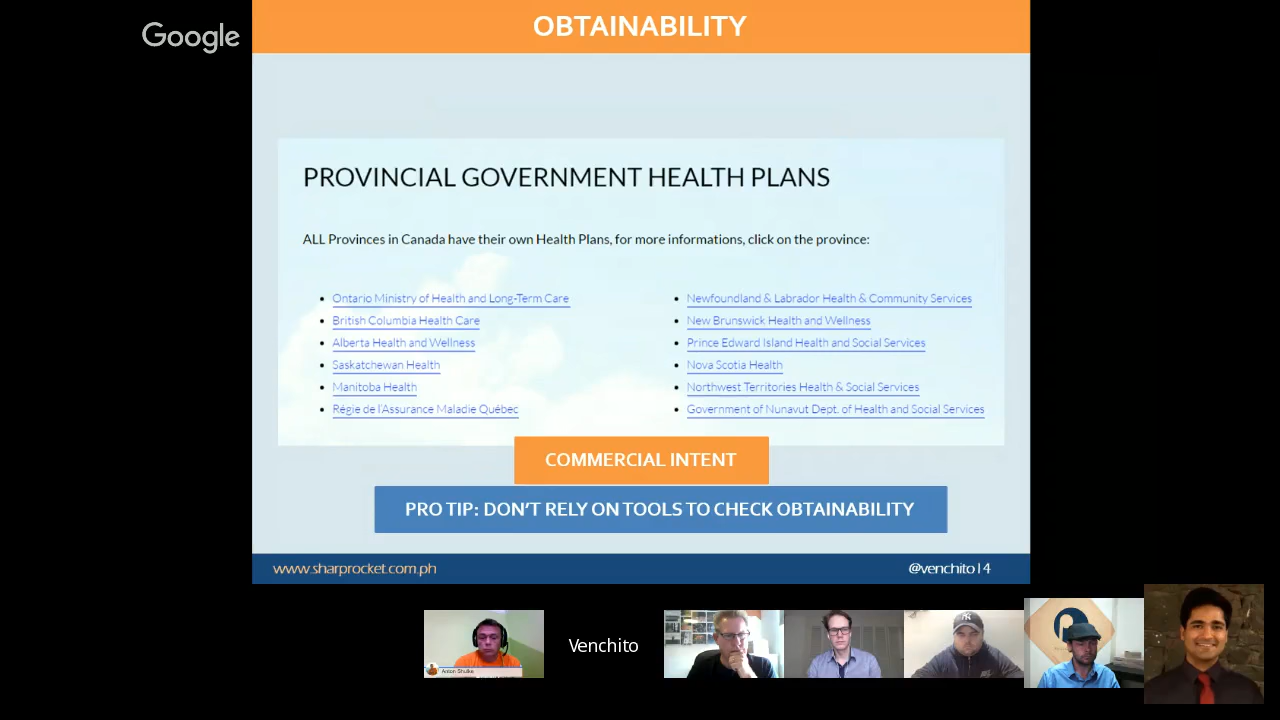 Google
OBTAINABILITY
PROVINCIAL GOVERNMENT HEALTH PLANS
ALL Provinces in Canada have their own Health Plans, for more informations, click on the province:
Ontario Ministry of Health and Long-Term Care
British Columbia Health Care
Alberta Health and Wellness
Saskatchewan Health
Manitoba Health
Régie de l'Assurance Maladie Québec
Newfoundland & Labrador Health & Community Services
New Brunswick Health and Wellness
Prince Edward Island Health and Social Services
Nova Scotia Health
Northwest Territories Health & Social Services
Government of Nunavut Dept. of Health and Social Services
COMMERCIAL INTENT
PRO TIP: DON'T RELY ON TOOLS TO CHECK OBTAINABILITY
www.sharprocket.com.ph
@venchito14
Anton Shulke
Venchito